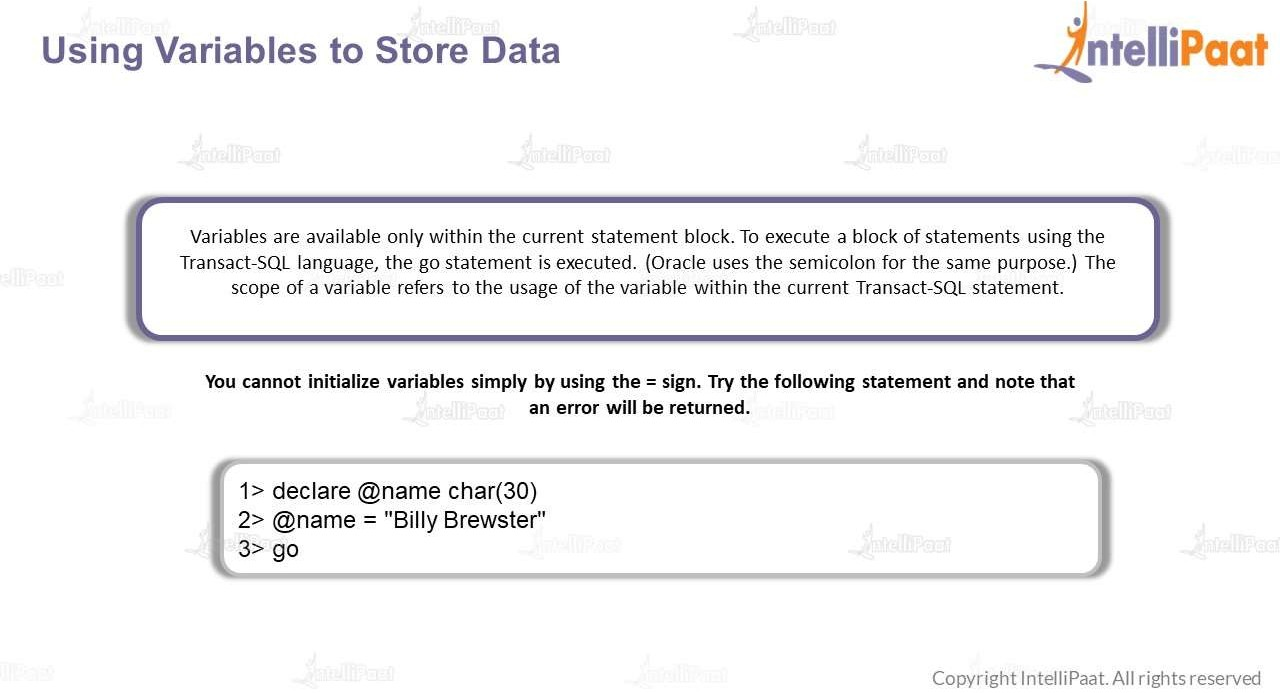 Using Variables to Store Data
IntelliPaat
Variables are available only within the current statement block. To execute a block of statements using the
Transact-SQL language, the go statement is executed. (Oracle uses the semicolon for the same purpose.) The
scope of a variable refers to the usage of the variable within the current Transact-SQL statement.
You cannot initialize variables simply by using the = sign. Try the following statement and note that
an error will be returned.
1> declare @name char(30)
2> @name = "Billy Brewster"
3> go
Copyright IntelliPaat. All rights reserved